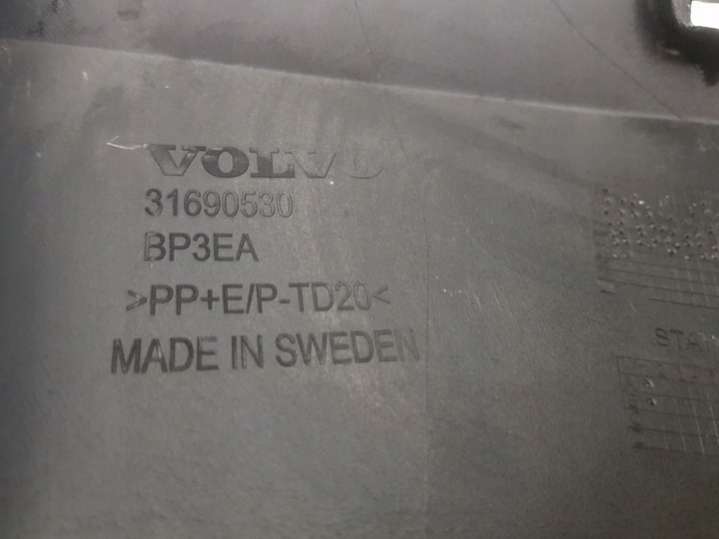 VOLVO
31690530
BP3EA
>PP+E/P-TD20<
MADE IN SWEDEN